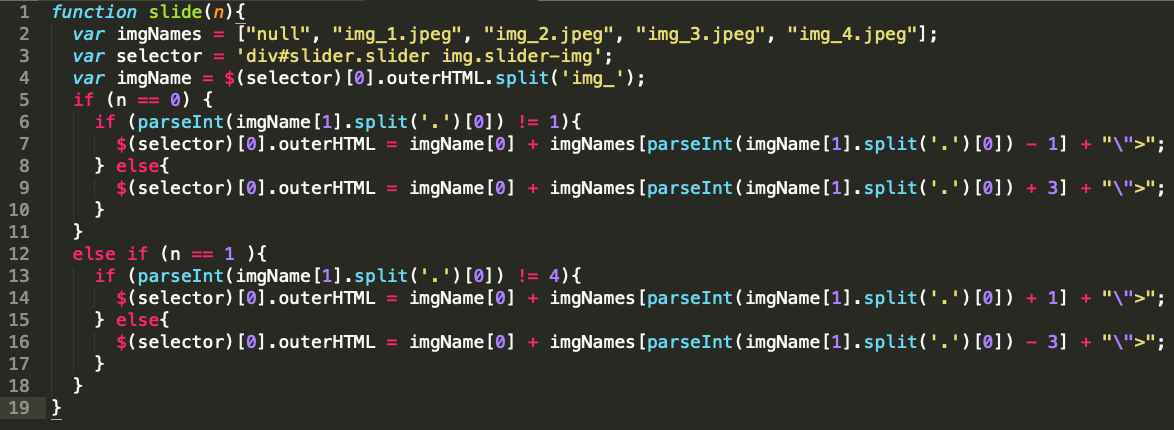 1 function slide(n){
2   var imgNames = ["null", "img_1.jpeg", "img_2.jpeg", "img_3.jpeg", "img_4.jpeg"];
3   var selector = 'div#slider.slider img.slider-img';
4   var imgName = $(selector)[0].outerHTML.split('img_');
5   if (n == 0) {
6     if (parseInt(imgName[1].split('.')[0]) != 1){
7       $(selector)[0].outerHTML = imgName[0] + imgNames[parseInt(imgName[1].split('.')[0]) - 1] + "\">";
8     } else{
9       $(selector)[0].outerHTML = imgName[0] + imgNames[parseInt(imgName[1].split('.')[0]) + 3] + "\">";
10     }
11   }
12   else if (n == 1 ){
13     if (parseInt(imgName[1].split('.')[0]) != 4){
14       $(selector)[0].outerHTML = imgName[0] + imgNames[parseInt(imgName[1].split('.')[0]) + 1] + "\">";
15     } else{
16       $(selector)[0].outerHTML = imgName[0] + imgNames[parseInt(imgName[1].split('.')[0]) - 3] + "\">";
17     }
18   }
19 }